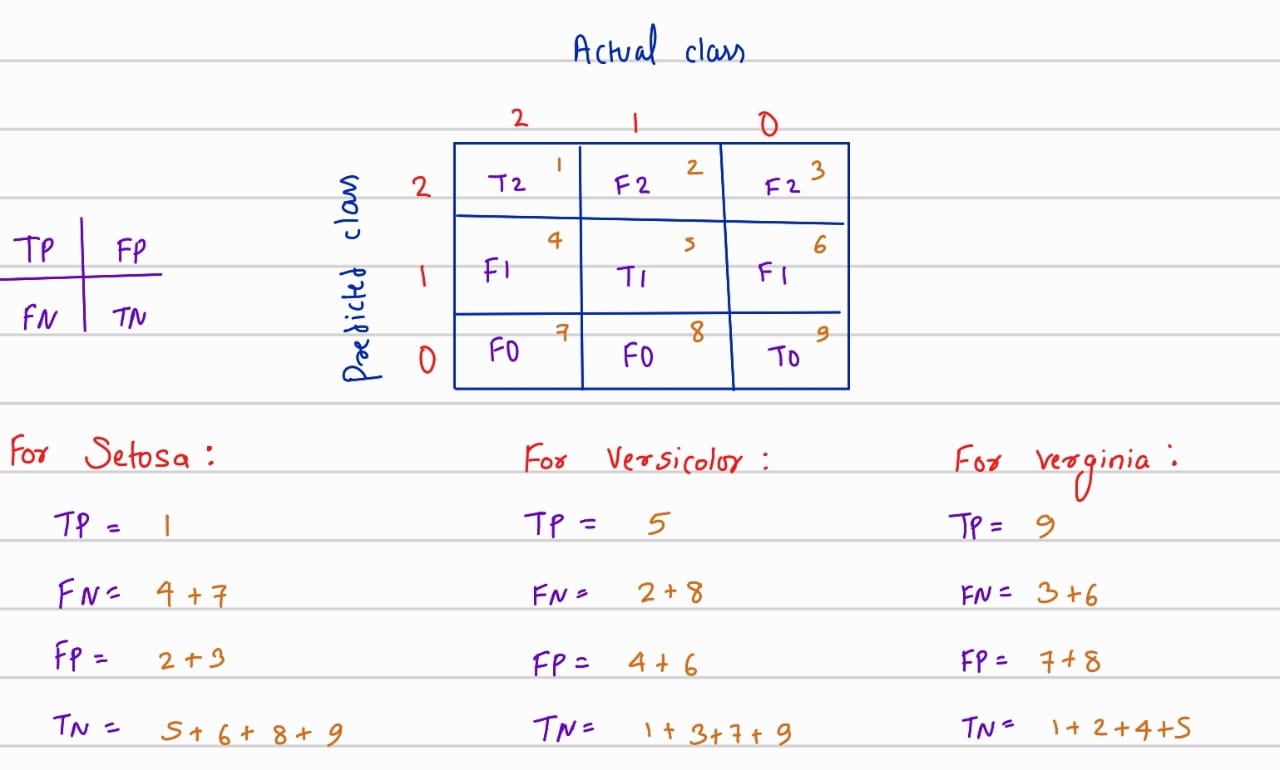 Actual class
2 1 0
Predicted class
2 T2 1 F2 2 F2 3
1 F1 4 T1 5 F1 6
0 F0 7 F0 8 T0 9
TP FP
FN TN
For Setosa :
TP = 1
FN = 4 + 7
FP = 2 + 3
TN = 5 + 6 + 8 + 9
For Versicolor :
TP = 5
FN = 2 + 8
FP = 4 + 6
TN = 1 + 3 + 7 + 9
For verginia :
TP = 9
FN = 3 + 6
FP = 7 + 8
TN = 1 + 2 + 4 + 5